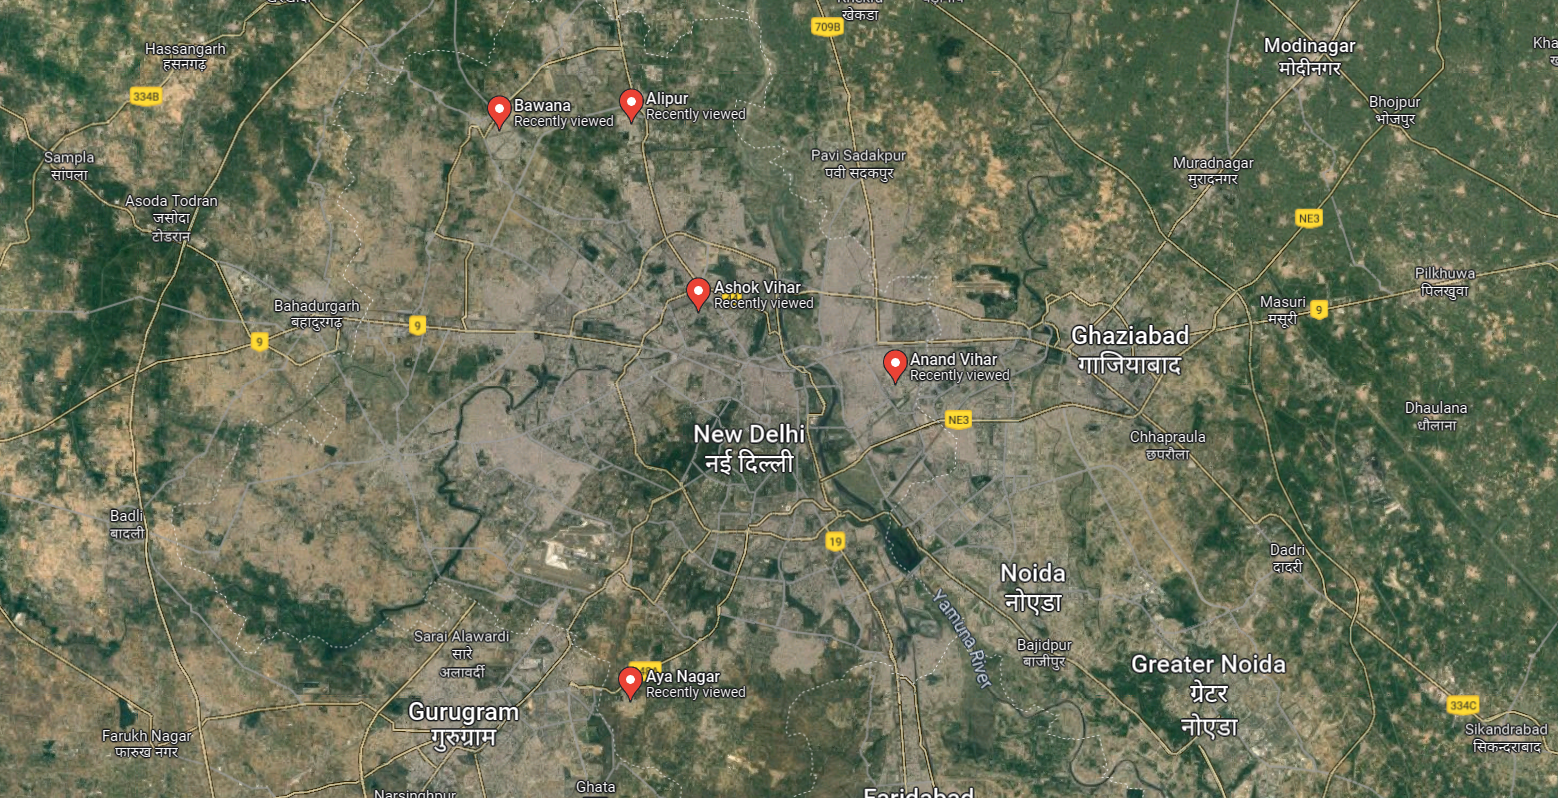 खेकडा
709B
Hassangarh
हसनगढ़
Modinagar
मोदीनगर
334B
Bawana
Recently viewed
Alipur
Recently viewed
Bhojpur
भोजपुर
Sampla
सांपला
Pavi Sadakpur
पवी सदकपुर
Muradnagar
मुरादनगर
Asoda Todran
जसोदा
टोडरान
NE3
Pilkhuwa
पिलखुवा
Ashok Vihar
Recently viewed
Bahadurgarh
बहादुरगढ़
Masuri
मसूरी
9
9
9
Ghaziabad
गाजियाबाद
Anand Vihar
Recently viewed
NE3
Dhaulana
धौलाना
New Delhi
नई दिल्ली
Chhapraula
छपरौला
Badli
बादली
19
Dadri
दादरी
Noida
नोएडा
Yamuna River
Sarai Alawardi
सारे
अलावर्दी
Bajidpur
बाजीपुर
Greater Noida
ग्रेटर
नोएडा
Aya Nagar
Recently viewed
334C
Gurugram
गुरुग्राम
Sikandrabad
सिकन्दराबाद
Farukh Nagar
फारुख नगर
Ghata
Narsinghpur
Faridabad